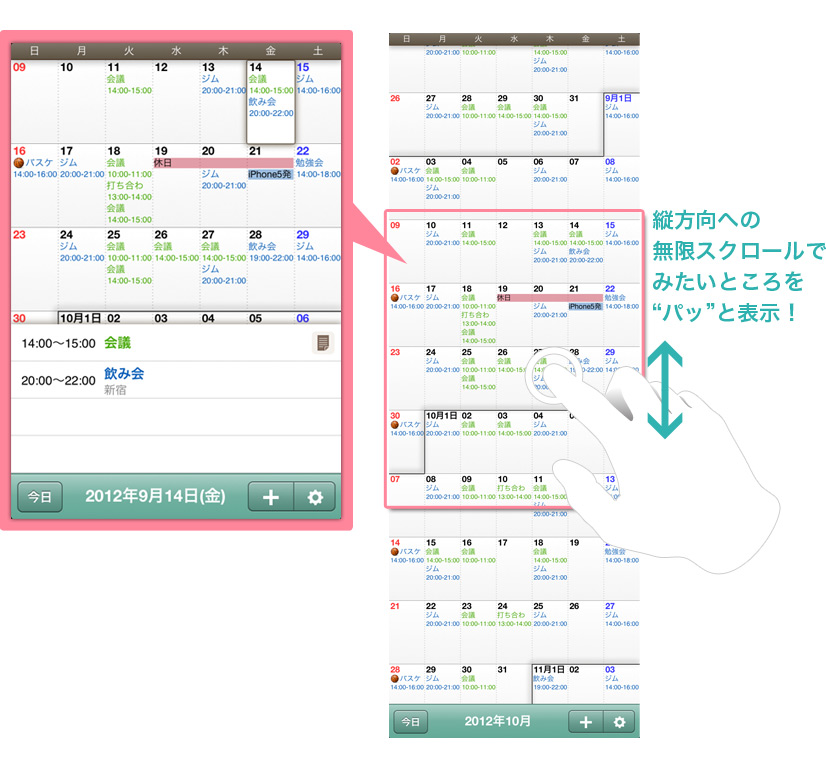 日 月 火 水 木 金 土
09 10 11 12 13 14 15
会議 ジム 会議 ジム
14:00-15:00 20:00-21:00 14:00-15:00 14:00-16:00
飲み会
20:00-22:00
16 17 18 19 20 21 22
バスケ ジム 会議 休日 勉強会
14:00-16:00 20:00-21:00 10:00-11:00 ジム iPhone5発 14:00-18:00
打ち合わ 20:00-21:00
13:00-14:00
会議
14:00-15:00
23 24 25 26 27 28 29
ジム 会議 会議 会議 飲み会 ジム
20:00-21:00 10:00-11:00 14:00-15:00 14:00-15:00 19:00-22:00 14:00-16:00
会議 ジム
14:00-15:00 20:00-21:00
30 10月1日 02 03 04 05 06
14:00〜15:00 会議
20:00〜22:00 飲み会
新宿
今日 2012年9月14日(金)
日 月 火 水 木 金 土
20:00-21:00 10:00-11:00 14:00-15:00 14:00-16:00
ジム
20:00-21:00
26 27 28 29 30 31 9月1日
ジム 会議 会議 会議 ジム
20:00-21:00 10:00-11:00 14:00-15:00 14:00-15:00 14:00-16:00
ジム
20:00-21:00
02 03 04 05 06 07 08
バスケ 会議 会議 ジム ジム
14:00-16:00 14:00-15:00 10:00-11:00 20:00-21:00 14:00-16:00
ジム
20:00-21:00
09 10 11 12 13 14 15
ジム 会議 会議 会議 ジム
20:00-21:00 14:00-15:00 14:00-15:00 14:00-15:00 14:00-16:00
ジム 飲み会
20:00-21:00 20:00-22:00
16 17 18 19 20 21 22
バスケ ジム 会議 休日 勉強会
14:00-16:00 20:00-21:00 10:00-11:00 ジム iPhone5発 14:00-18:00
打ち合わ 20:00-21:00
13:00-14:00
会議
14:00-15:00
23 24 25 26 27 28 29
ジム 会議 会議 ジム
20:00-21:00 10:00-11:00 14:00-15:00
会議
14:00-15:00
30 10月1日 02 03 04
バスケ ジム 会議 会議 ジム
14:00-16:00 20:00-21:00 10:00-11:00 14:00-15:00 20:00-21:00
07 08 09 10 11 12 13
ジム 会議 打ち合わ 会議
20:00-21:00 10:00-11:00 13:00-14:00 14:00-15:00
ジム
20:00-21:00
14 15 16 17 18 19
バスケ 会議 会議 会議 勉強会
14:00-16:00 14:00-15:00 10:00-11:00 14:00-15:00 14:00-18:00
ジム ジム
20:00-21:00 20:00-21:00
21 22 23 24 25 26 27
ジム 会議 打ち合わ ジム ジム
20:00-21:00 10:00-11:00 13:00-14:00 20:00-21:00 14:00-16:00
28 29 30 31 11月1日 02 03
バスケ ジム 会議 飲み会 ジム
14:00-16:00 20:00-21:00 10:00-11:00 19:00-22:00 14:00-16:00
今日 2012年10月
縦方向への
無限スクロールで
みたいところを
“パッ”と表示！